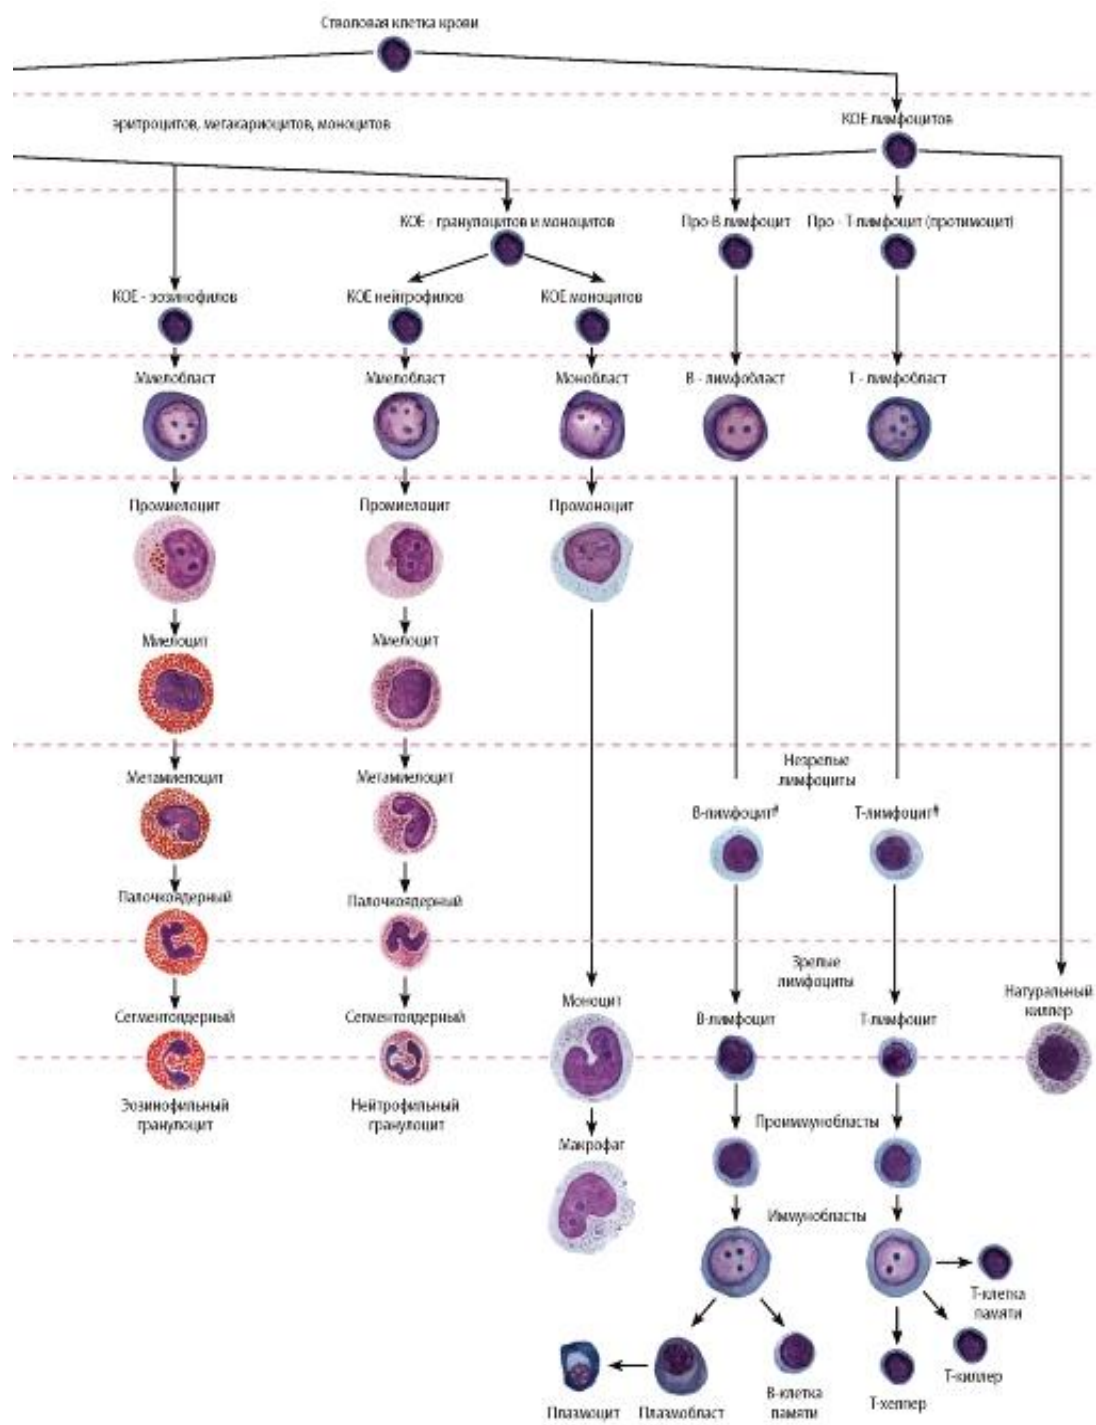 Стволовая клетка крови
КОЕ лимфоцитов
эритроцитов, мегакариоцитов, моноцитов
КОЕ - гранулоцитов и моноцитов
Про-В лимфоцит
Про - Т-лимфоцит (протимоцит)
КОЕ - эозинофилов
КОЕ нейтрофилов
КОЕ моноцитов
Миелобласт
Миелобласт
Монобласт
В - лимфобласт
Т - лимфобласт
Промиелоцит
Промиелоцит
Промоноцит
Миелоцит
Миелоцит
Метамиелоцит
Метамиелоцит
Незрелые
лимфоциты
В-лимфоцит
Т-лимфоцит
Палочкоядерный
Палочкоядерный
Зрелые
лимфоциты
Моноцит
Натуральный
киллер
Сегментоядерный
Сегментоядерный
В-лимфоцит
Т-лимфоцит
Эозинофильный
гранулоцит
Нейтрофильный
гранулоцит
Проиммунобласты
Макрофаг
Иммунобласты
Т-клетка
памяти
Т-киллер
Т-хелпер
В-клетка
памяти
Плазмобласт
Плазмоцит